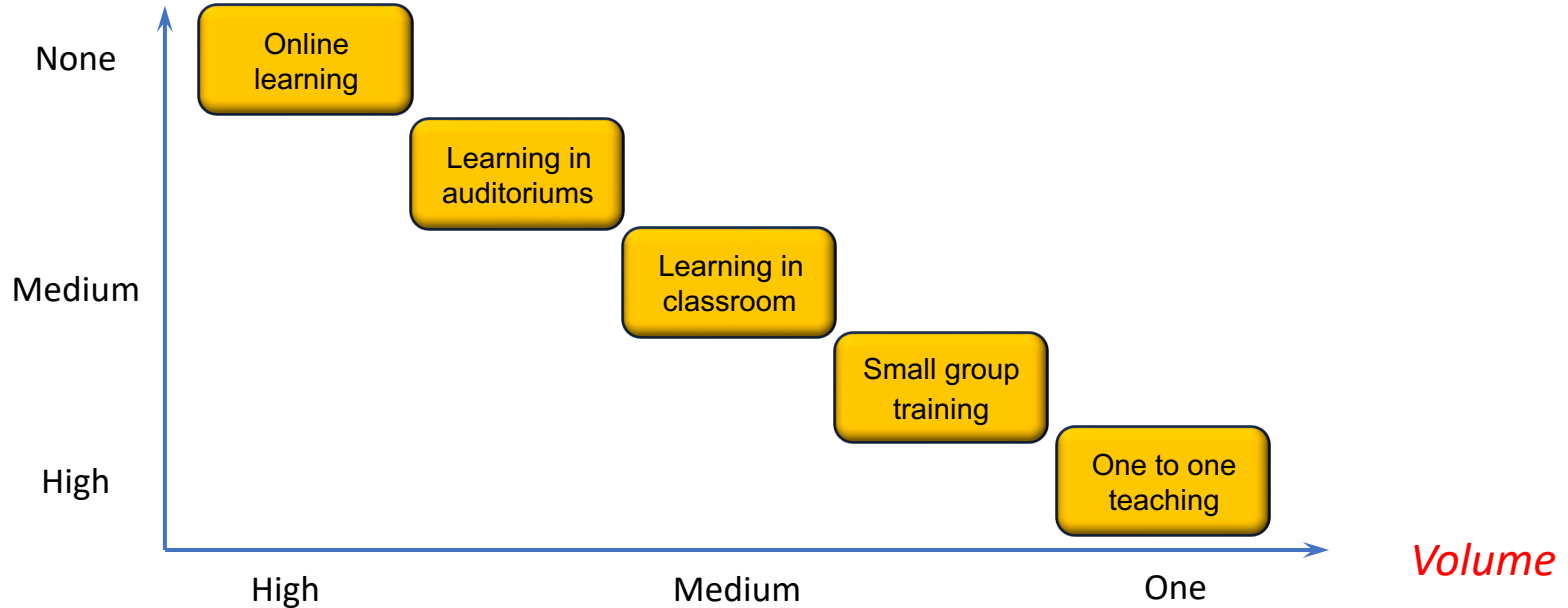 None
Online
learning
Learning in
auditoriums
Medium
Learning in
classroom
Small group
training
High
One to one
teaching
Volume
High
Medium
One